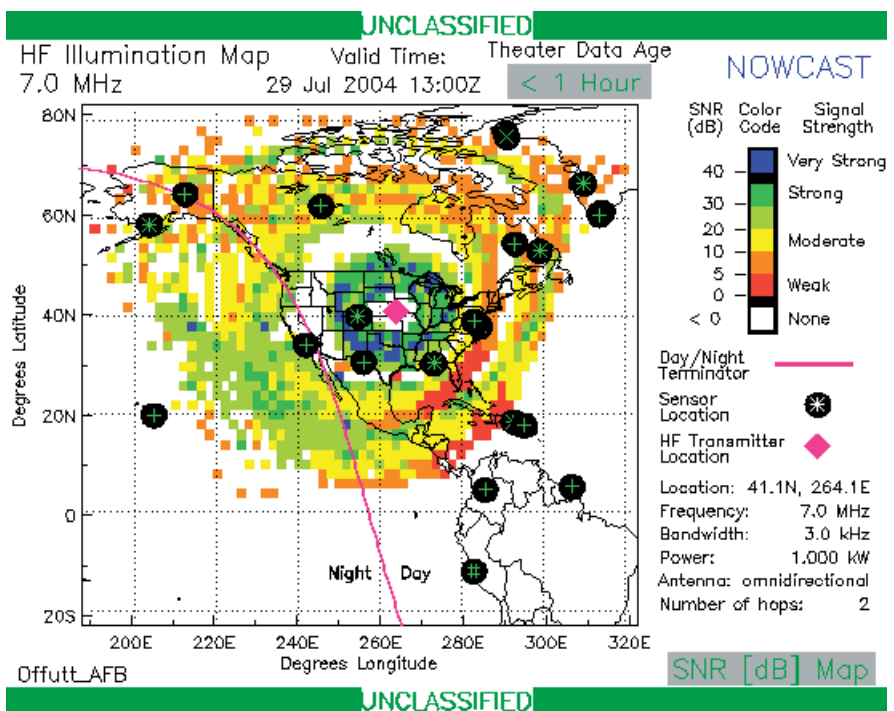 UNCLASSIFIED
HF Illumination Map
7.0 MHz
Valid Time:
29 Jul 2004 13:00Z
Theater Data Age
< 1 Hour
NOWCAST
SNR (dB)
Color Code
Signal Strength
40
30
20
10
5
0
< 0
Very Strong
Strong
Moderate
Weak
None
Day/Night Terminator
Sensor Location
HF Transmitter Location
Location: 41.1N, 264.1E
Frequency: 7.0 MHz
Bandwidth: 3.0 kHz
Power: 1.000 kW
Antenna: omnidirectional
Number of hops: 2
Degrees Latitude
80N
60N
40N
20N
0
20S
Night Day
200E 220E 240E 260E 280E 300E 320E
Degrees Longitude
Offutt_AFB
SNR [dB] Map
UNCLASSIFIED